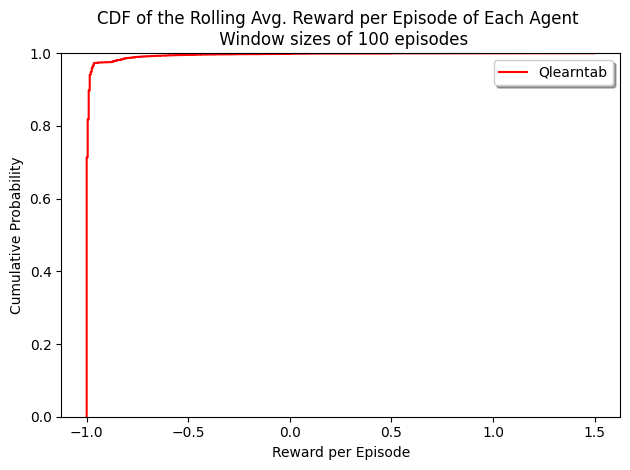 CDF of the Rolling Avg. Reward per Episode of Each Agent
Window sizes of 100 episodes
1.0
0.8
0.6
0.4
0.2
0.0
Cumulative Probability
Qlearntab
−1.0
−0.5
0.0
0.5
1.0
1.5
Reward per Episode